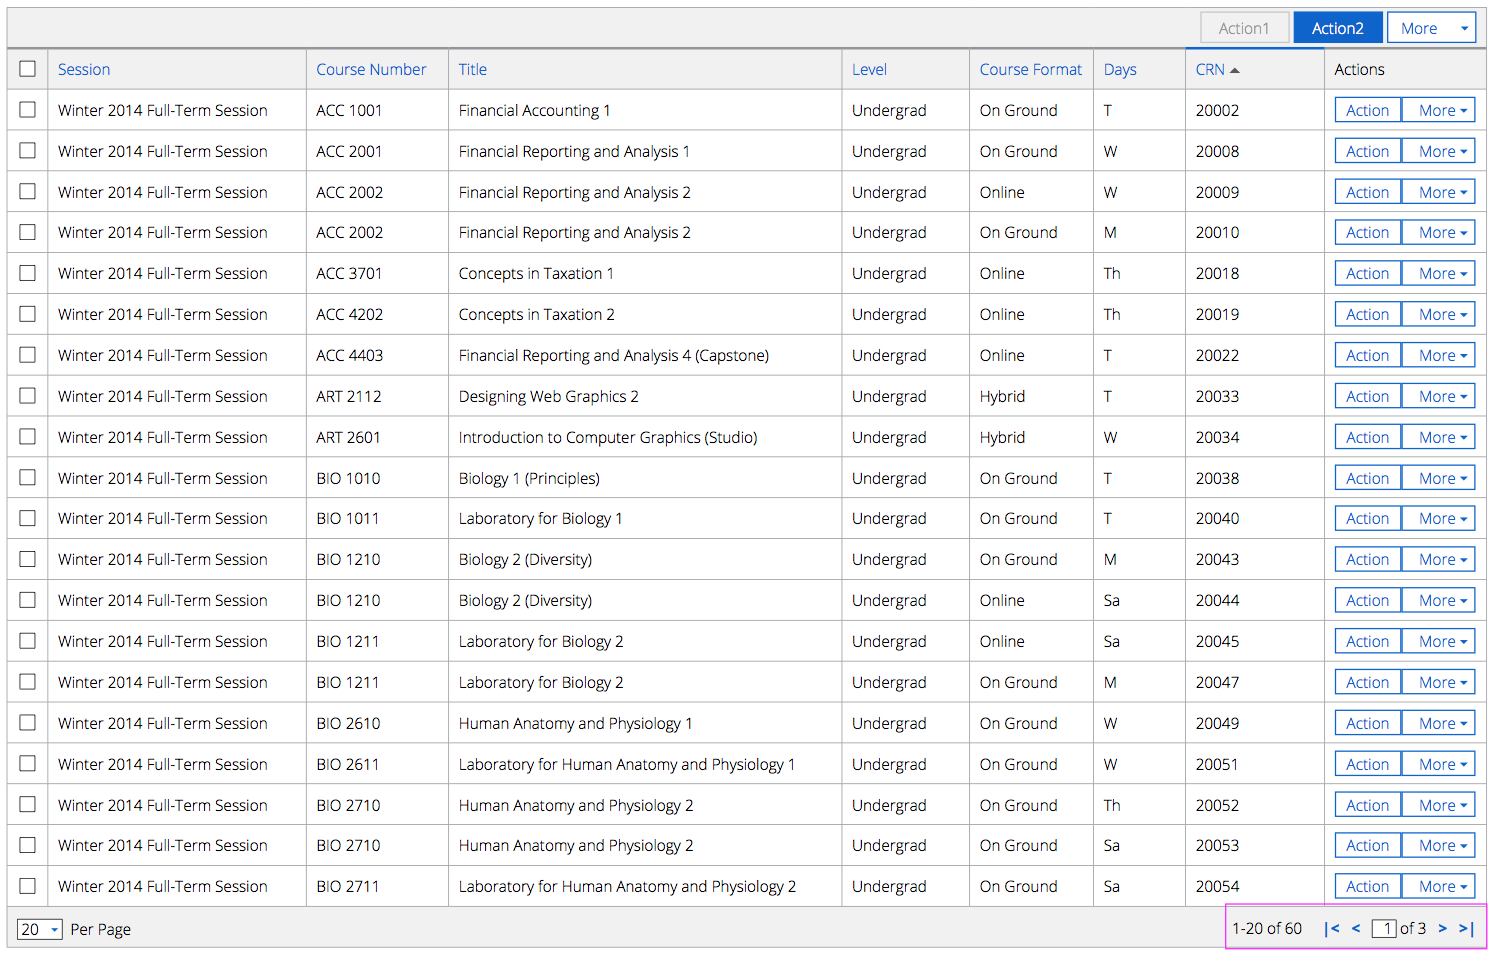 Action1 Action2 More
Session Course Number Title Level Course Format Days CRN Actions
Winter 2014 Full-Term Session ACC 1001 Financial Accounting 1 Undergrad On Ground T 20002 Action More
Winter 2014 Full-Term Session ACC 2001 Financial Reporting and Analysis 1 Undergrad On Ground W 20008 Action More
Winter 2014 Full-Term Session ACC 2002 Financial Reporting and Analysis 2 Undergrad Online W 20009 Action More
Winter 2014 Full-Term Session ACC 2002 Financial Reporting and Analysis 2 Undergrad On Ground M 20010 Action More
Winter 2014 Full-Term Session ACC 3701 Concepts in Taxation 1 Undergrad Online Th 20018 Action More
Winter 2014 Full-Term Session ACC 4202 Concepts in Taxation 2 Undergrad Online Th 20019 Action More
Winter 2014 Full-Term Session ACC 4403 Financial Reporting and Analysis 4 (Capstone) Undergrad Online T 20022 Action More
Winter 2014 Full-Term Session ART 2112 Designing Web Graphics 2 Undergrad Hybrid T 20033 Action More
Winter 2014 Full-Term Session ART 2601 Introduction to Computer Graphics (Studio) Undergrad Hybrid W 20034 Action More
Winter 2014 Full-Term Session BIO 1010 Biology 1 (Principles) Undergrad On Ground T 20038 Action More
Winter 2014 Full-Term Session BIO 1011 Laboratory for Biology 1 Undergrad On Ground T 20040 Action More
Winter 2014 Full-Term Session BIO 1210 Biology 2 (Diversity) Undergrad On Ground M 20043 Action More
Winter 2014 Full-Term Session BIO 1210 Biology 2 (Diversity) Undergrad Online Sa 20044 Action More
Winter 2014 Full-Term Session BIO 1211 Laboratory for Biology 2 Undergrad Online Sa 20045 Action More
Winter 2014 Full-Term Session BIO 1211 Laboratory for Biology 2 Undergrad On Ground M 20047 Action More
Winter 2014 Full-Term Session BIO 2610 Human Anatomy and Physiology 1 Undergrad On Ground W 20049 Action More
Winter 2014 Full-Term Session BIO 2611 Laboratory for Human Anatomy and Physiology 1 Undergrad On Ground W 20051 Action More
Winter 2014 Full-Term Session BIO 2710 Human Anatomy and Physiology 2 Undergrad On Ground Th 20052 Action More
Winter 2014 Full-Term Session BIO 2710 Human Anatomy and Physiology 2 Undergrad On Ground Sa 20053 Action More
Winter 2014 Full-Term Session BIO 2711 Laboratory for Human Anatomy and Physiology 2 Undergrad On Ground Sa 20054 Action More
20 Per Page 1-20 of 60 |< < 1 of 3 > >|